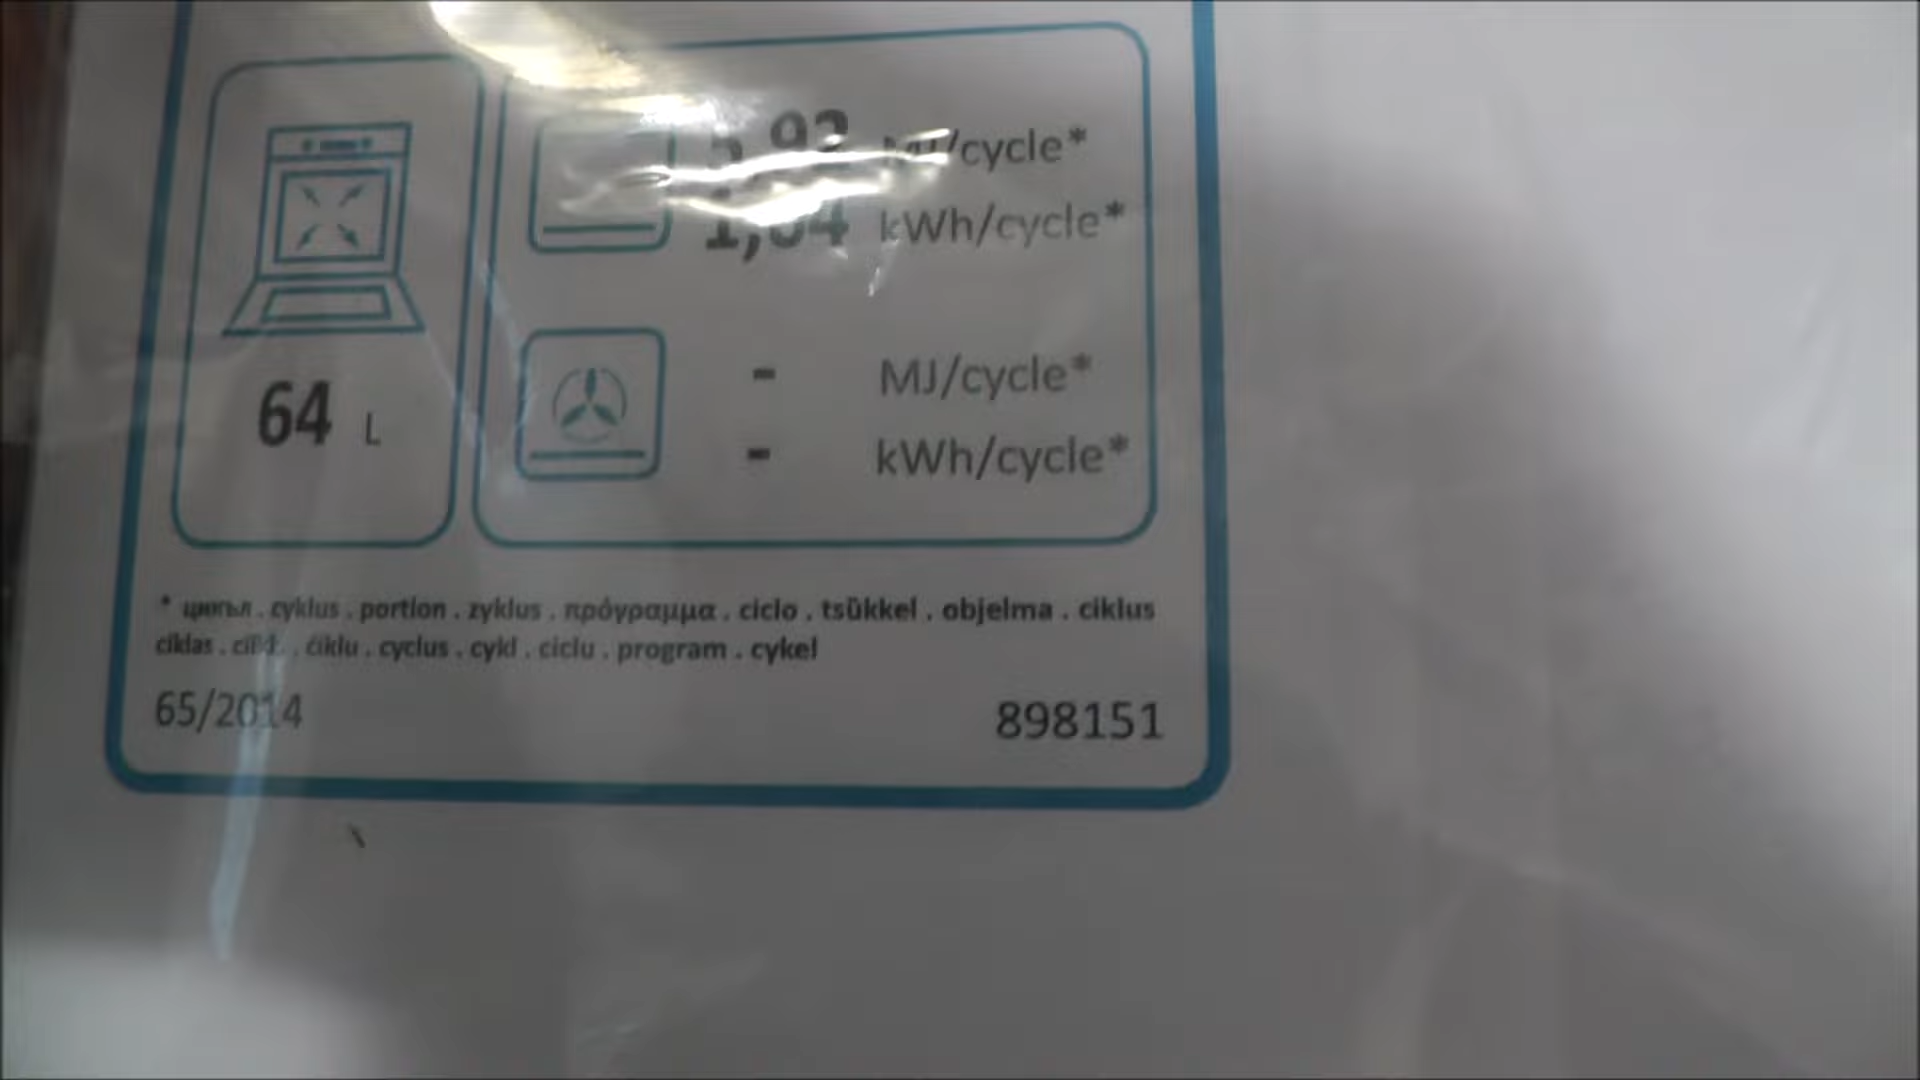 MJ/cycle*
kWh/cycle*
64 L
- MJ/cycle*
- kWh/cycle*
* цикъл . cyklus . portion . zyklus . πρόγραμμα . ciclo . tsükkel . objelma . ciklus
ciklas . ċiklu . cyclus . cykl . ciclu . program . cykel
65/2014
898151